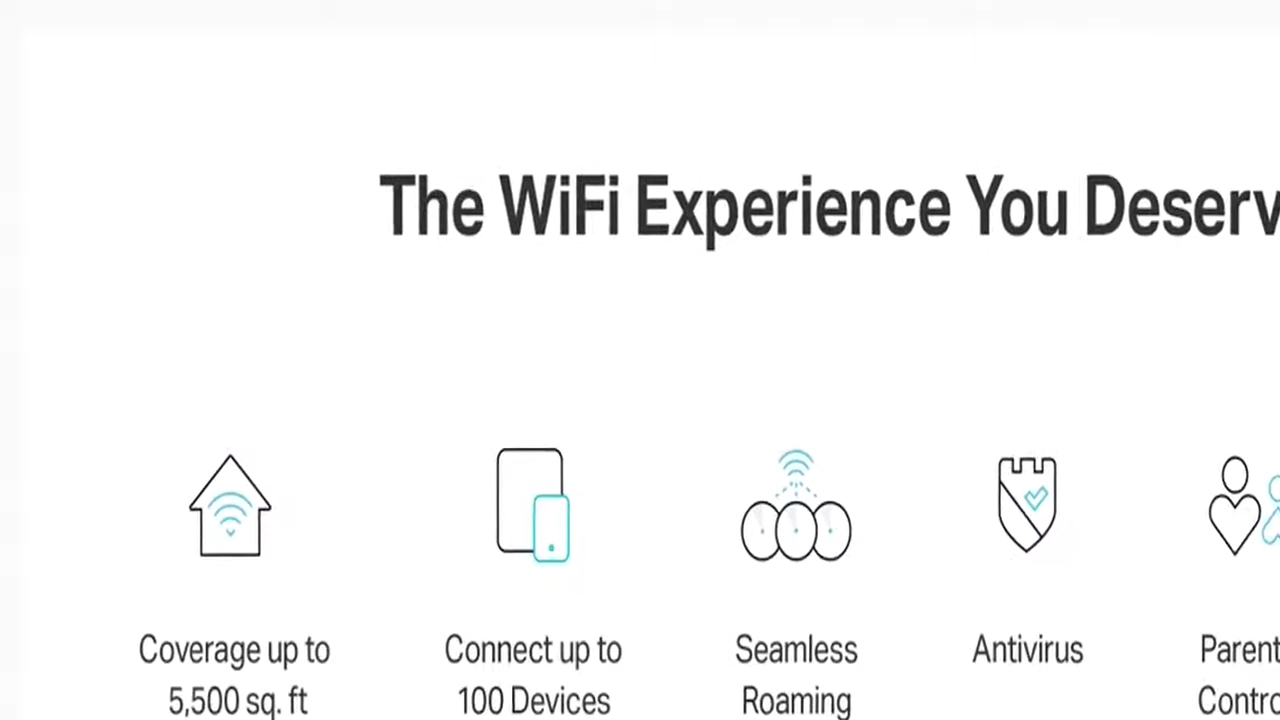 The WiFi Experience You Deserv
Coverage up to
5,500 sq. ft
Connect up to
100 Devices
Seamless
Roaming
Antivirus
Parent
Contro